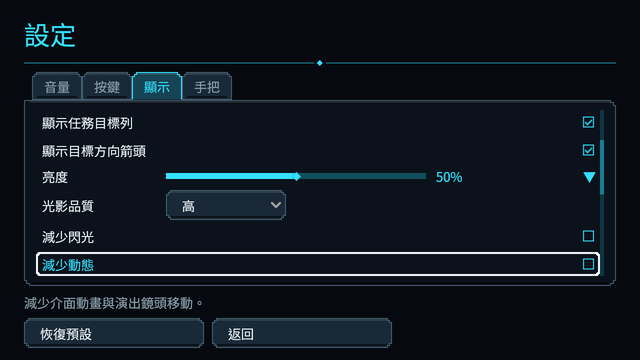 設定
音量 按鍵 顯示 手把
顯示任務目標列
顯示目標方向箭頭
亮度 50%
光影品質 高
減少閃光
減少動態
減少介面動畫與演出鏡頭移動。
恢復預設 返回